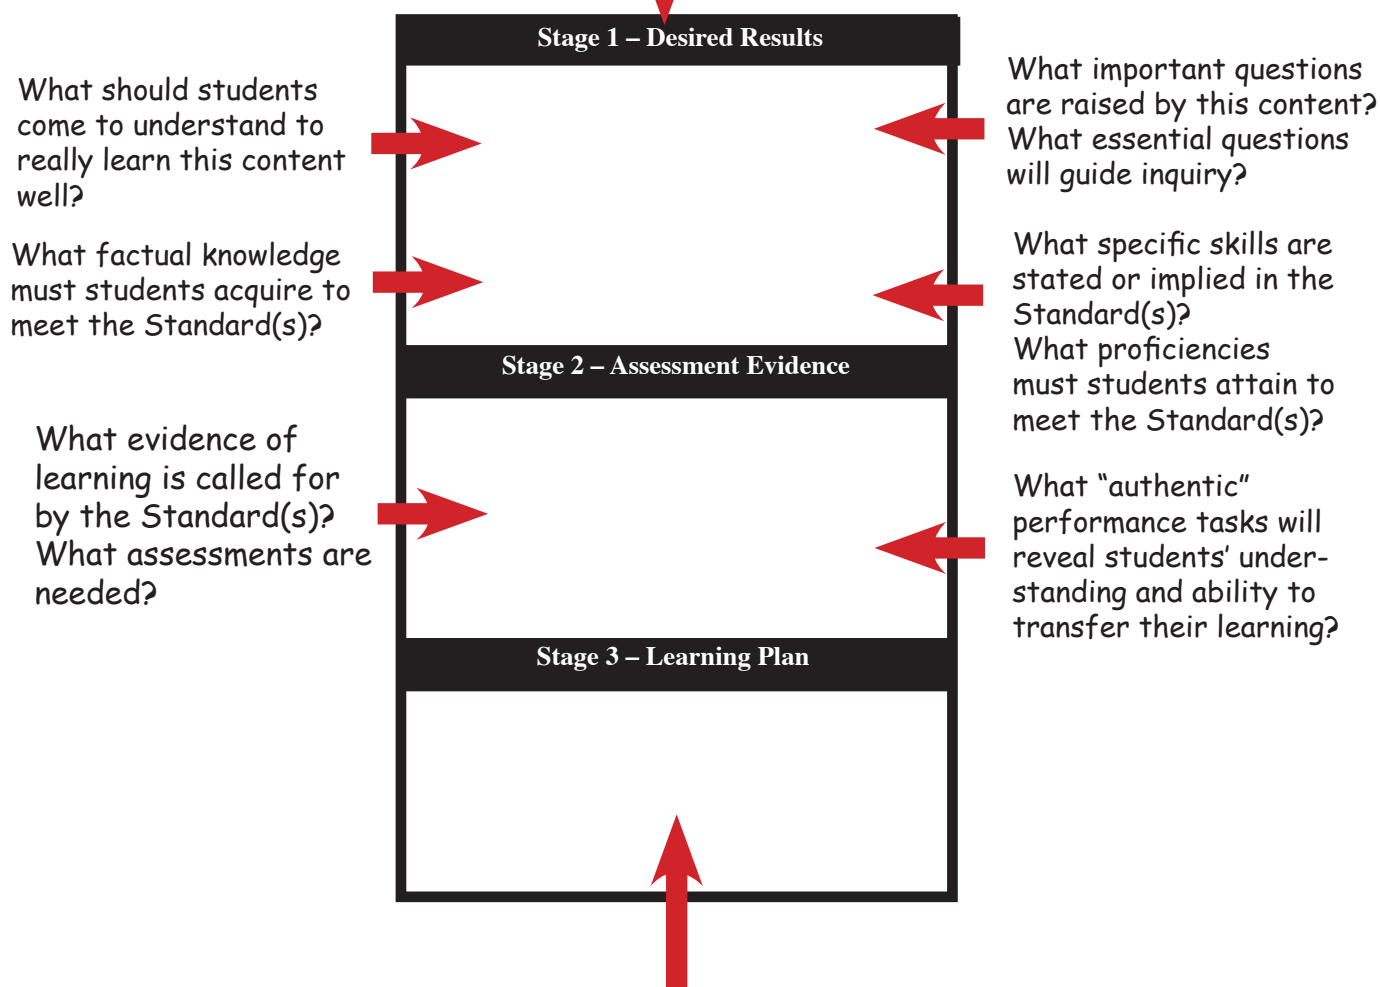 Stage 1 – Desired Results
What should students
come to understand to
really learn this content
well?
What important questions
are raised by this content?
What essential questions
will guide inquiry?
What factual knowledge
must students acquire to
meet the Standard(s)?
What specific skills are
stated or implied in the
Standard(s)?
What proficiencies
must students attain to
meet the Standard(s)?
Stage 2 – Assessment Evidence
What evidence of
learning is called for
by the Standard(s)?
What assessments are
needed?
What “authentic”
performance tasks will
reveal students’ under-
standing and ability to
transfer their learning?
Stage 3 – Learning Plan